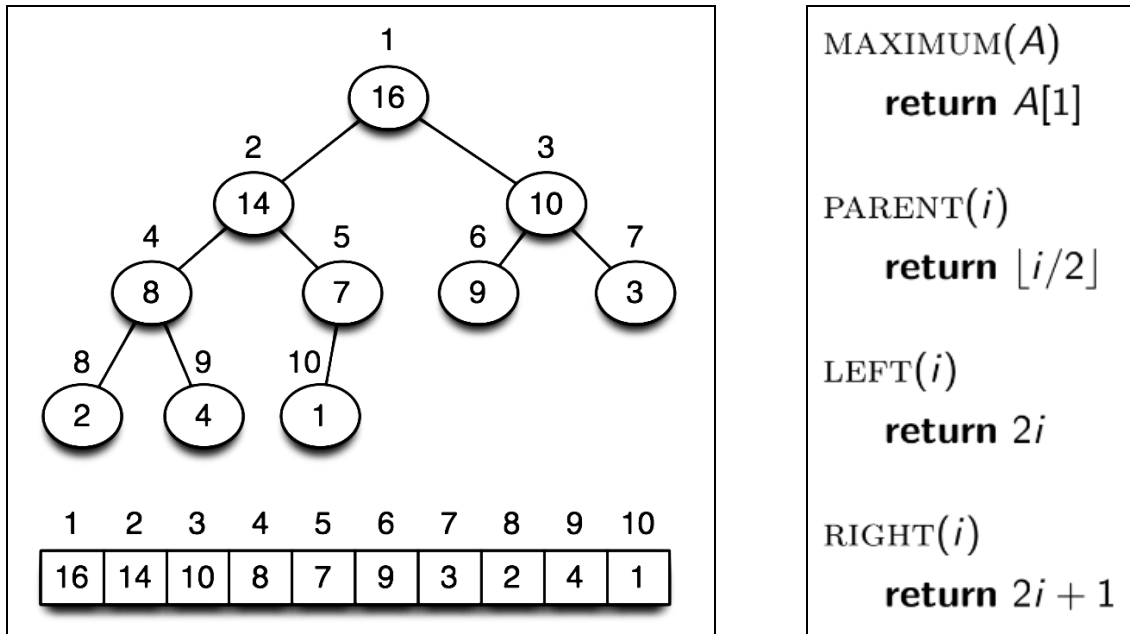 1
16
2 3
14 10
4 5 6 7
8 7 9 3
8 9 10
2 4 1
1 2 3 4 5 6 7 8 9 10
16 14 10 8 7 9 3 2 4 1
MAXIMUM(A)
return A[1]
PARENT(i)
return ⌊i/2⌋
LEFT(i)
return 2i
RIGHT(i)
return 2i + 1